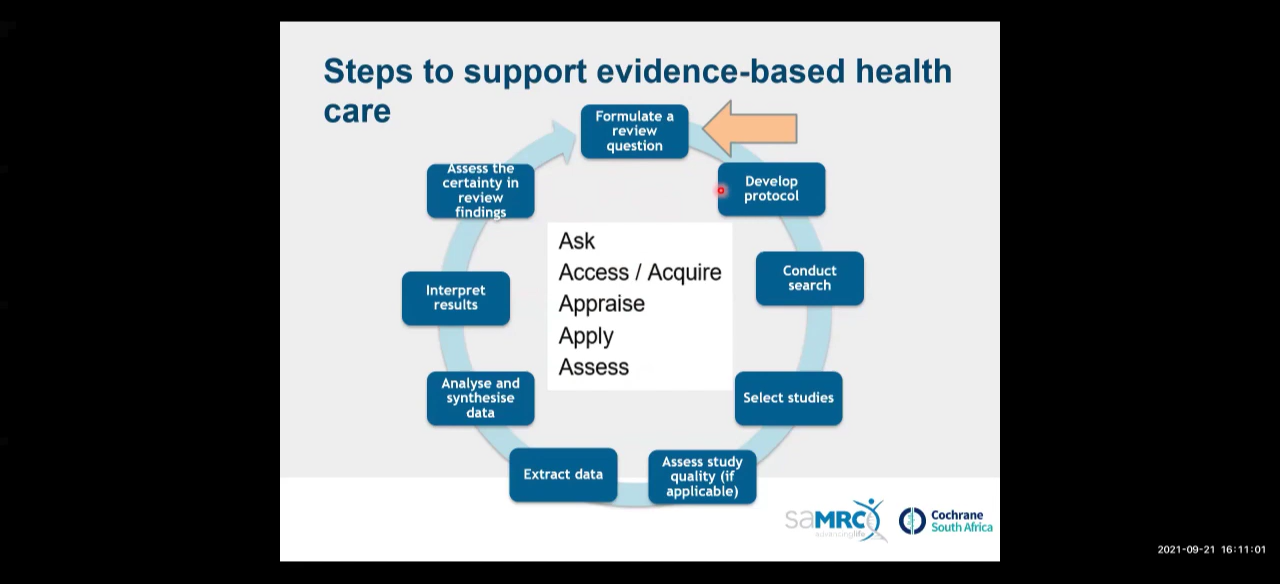 Steps to support evidence-based health
care
Formulate a
review
question
Develop
protocol
Conduct
search
Select studies
Assess study
quality (if
applicable)
Extract data
Analyse and
synthesise
data
Interpret
results
Assess the
certainty in
review
findings
Ask
Access / Acquire
Appraise
Apply
Assess
saMRC
advancing life
Cochrane
South Africa
2021-09-21 16:11:01